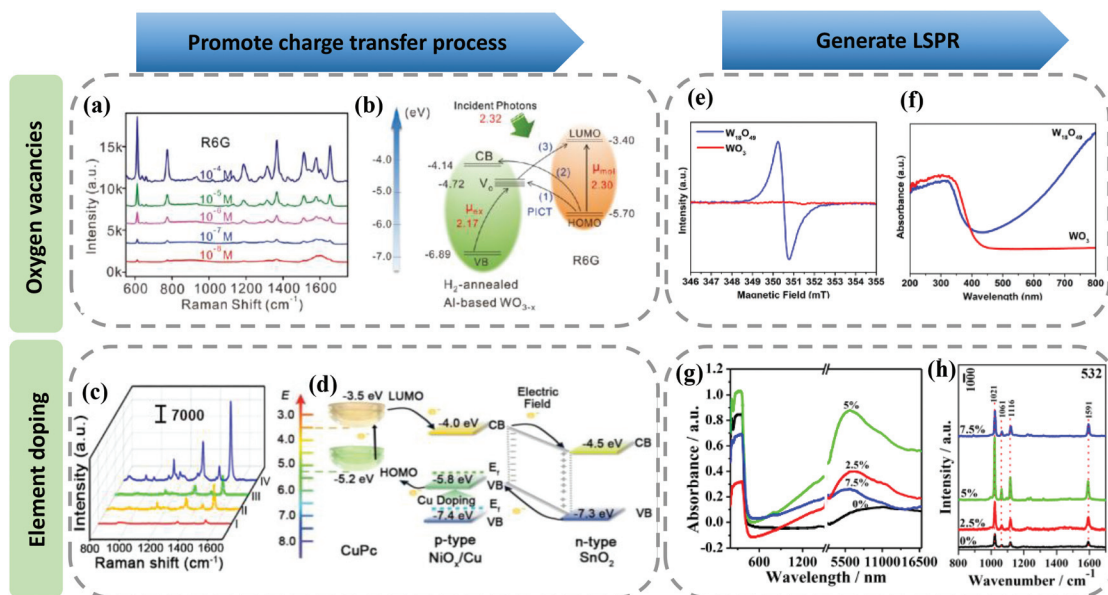 Promote charge transfer process
Generate LSPR
Oxygen vacancies
Element doping
(a)
R6G
15k
10k
5k
0k
10⁻⁴ M
10⁻⁵ M
10⁻⁶ M
10⁻⁷ M
10⁻⁸ M
600 800 1000 1200 1400 1600
Raman Shift (cm⁻¹)
Intensity (a.u.)
(b)
(eV)
-4.0
-5.0
-6.0
-7.0
Incident Photons
2.32
LUMO
-3.40
CB
-4.14
-4.72
(3)
(2)
(1)
PICT
μmol
2.30
μex
2.17
HOMO
-5.70
-6.89
VB
R6G
H₂-annealed
Al-based WO₃₋ₓ
(e)
W₁₈O₄₉
WO₃
Intensity (a.u.)
346 347 348 349 350 351 352 353 354 355
Magnetic Field (mT)
(f)
W₁₈O₄₉
WO₃
Absorbance (a.u.)
200 300 400 500 600 700 800
Wavelength (nm)
(c)
7000
Intensity (a.u.)
IV
III
II
I
800 1000 1200 1400 1600
Raman shift (cm⁻¹)
(d)
E
3.0
4.0
5.0
6.0
7.0
8.0
-3.5 eV
LUMO
-4.0 eV
CB
Electric
Field
-4.5 eV
CB
HOMO
-5.2 eV
-5.8 eV
VB
Cu Doping
-7.4 eV
VB
-7.3 eV
VB
CuPc
p-type
NiOₓ/Cu
n-type
SnO₂
(g)
1.2
1.0
0.8
0.6
0.4
0.2
0.0
-0.2
Absorbance / a.u.
5%
2.5%
7.5%
0%
600 1200 5500 11000 16500
Wavelength / nm
(h)
1000
532
1021
1061
1116
1591
7.5%
5%
2.5%
0%
Intensity / a.u.
800 1000 1200 1400 1600
Wavenumber / cm⁻¹